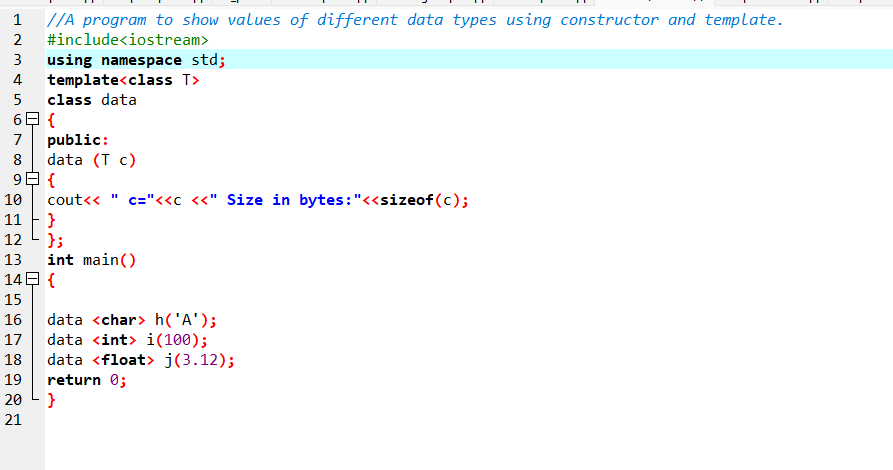 1 //A program to show values of different data types using constructor and template.
2 #include<iostream>
3 using namespace std;
4 template<class T>
5 class data
6 {
7 public:
8 data (T c)
9 {
10 cout<< " c="<<c <<" Size in bytes:"<<sizeof(c);
11 }
12 };
13 int main()
14 {
15
16 data <char> h('A');
17 data <int> i(100);
18 data <float> j(3.12);
19 return 0;
20 }
21